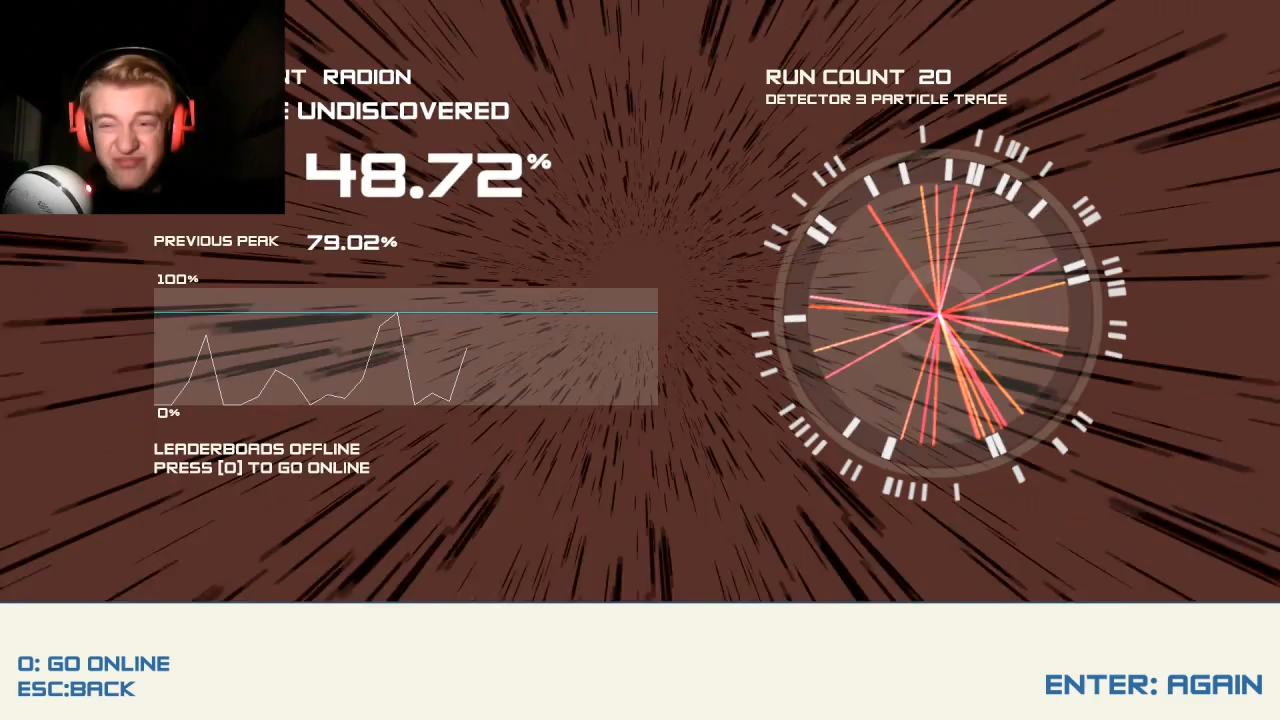 NT RADION
E UNDISCOVERED
48.72%
PREVIOUS PEAK 79.02%
100%
0%
LEADERBOARDS OFFLINE
PRESS [O] TO GO ONLINE
RUN COUNT 20
DETECTOR 3 PARTICLE TRACE
O: GO ONLINE
ESC:BACK
ENTER: AGAIN